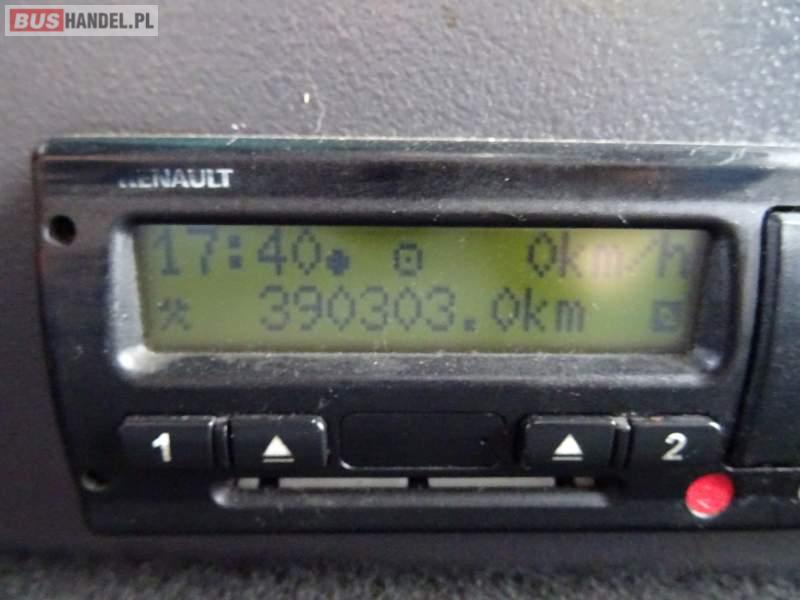 BUSHANDEL.PL
RENAULT
17:40 0km/h
390303.0km
1 2